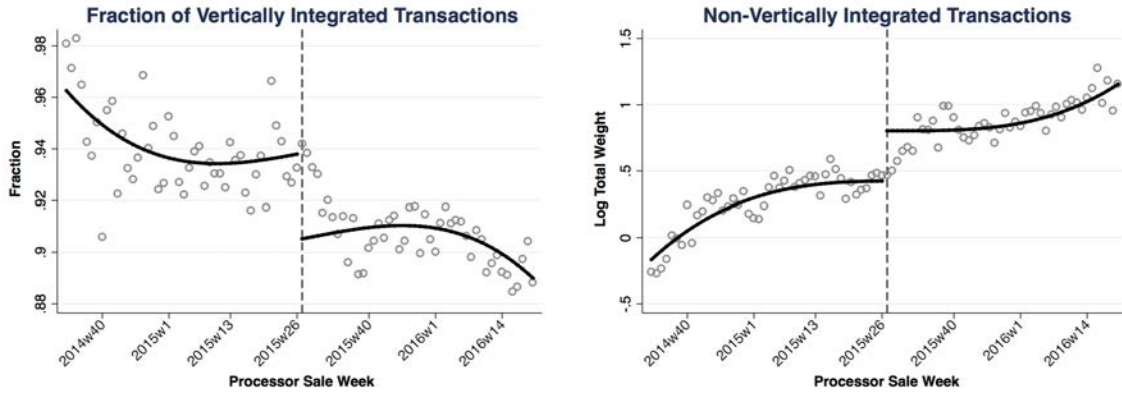 Fraction of Vertically Integrated Transactions
.98
.96
.94
.92
.9
.88
Fraction
2014w40
2015w1
2015w13
2015w26
2015w40
2016w1
2016w14
Processor Sale Week
Non-Vertically Integrated Transactions
1.5
1
.5
0
-.5
Log Total Weight
2014w40
2015w1
2015w13
2015w26
2015w40
2016w1
2016w14
Processor Sale Week